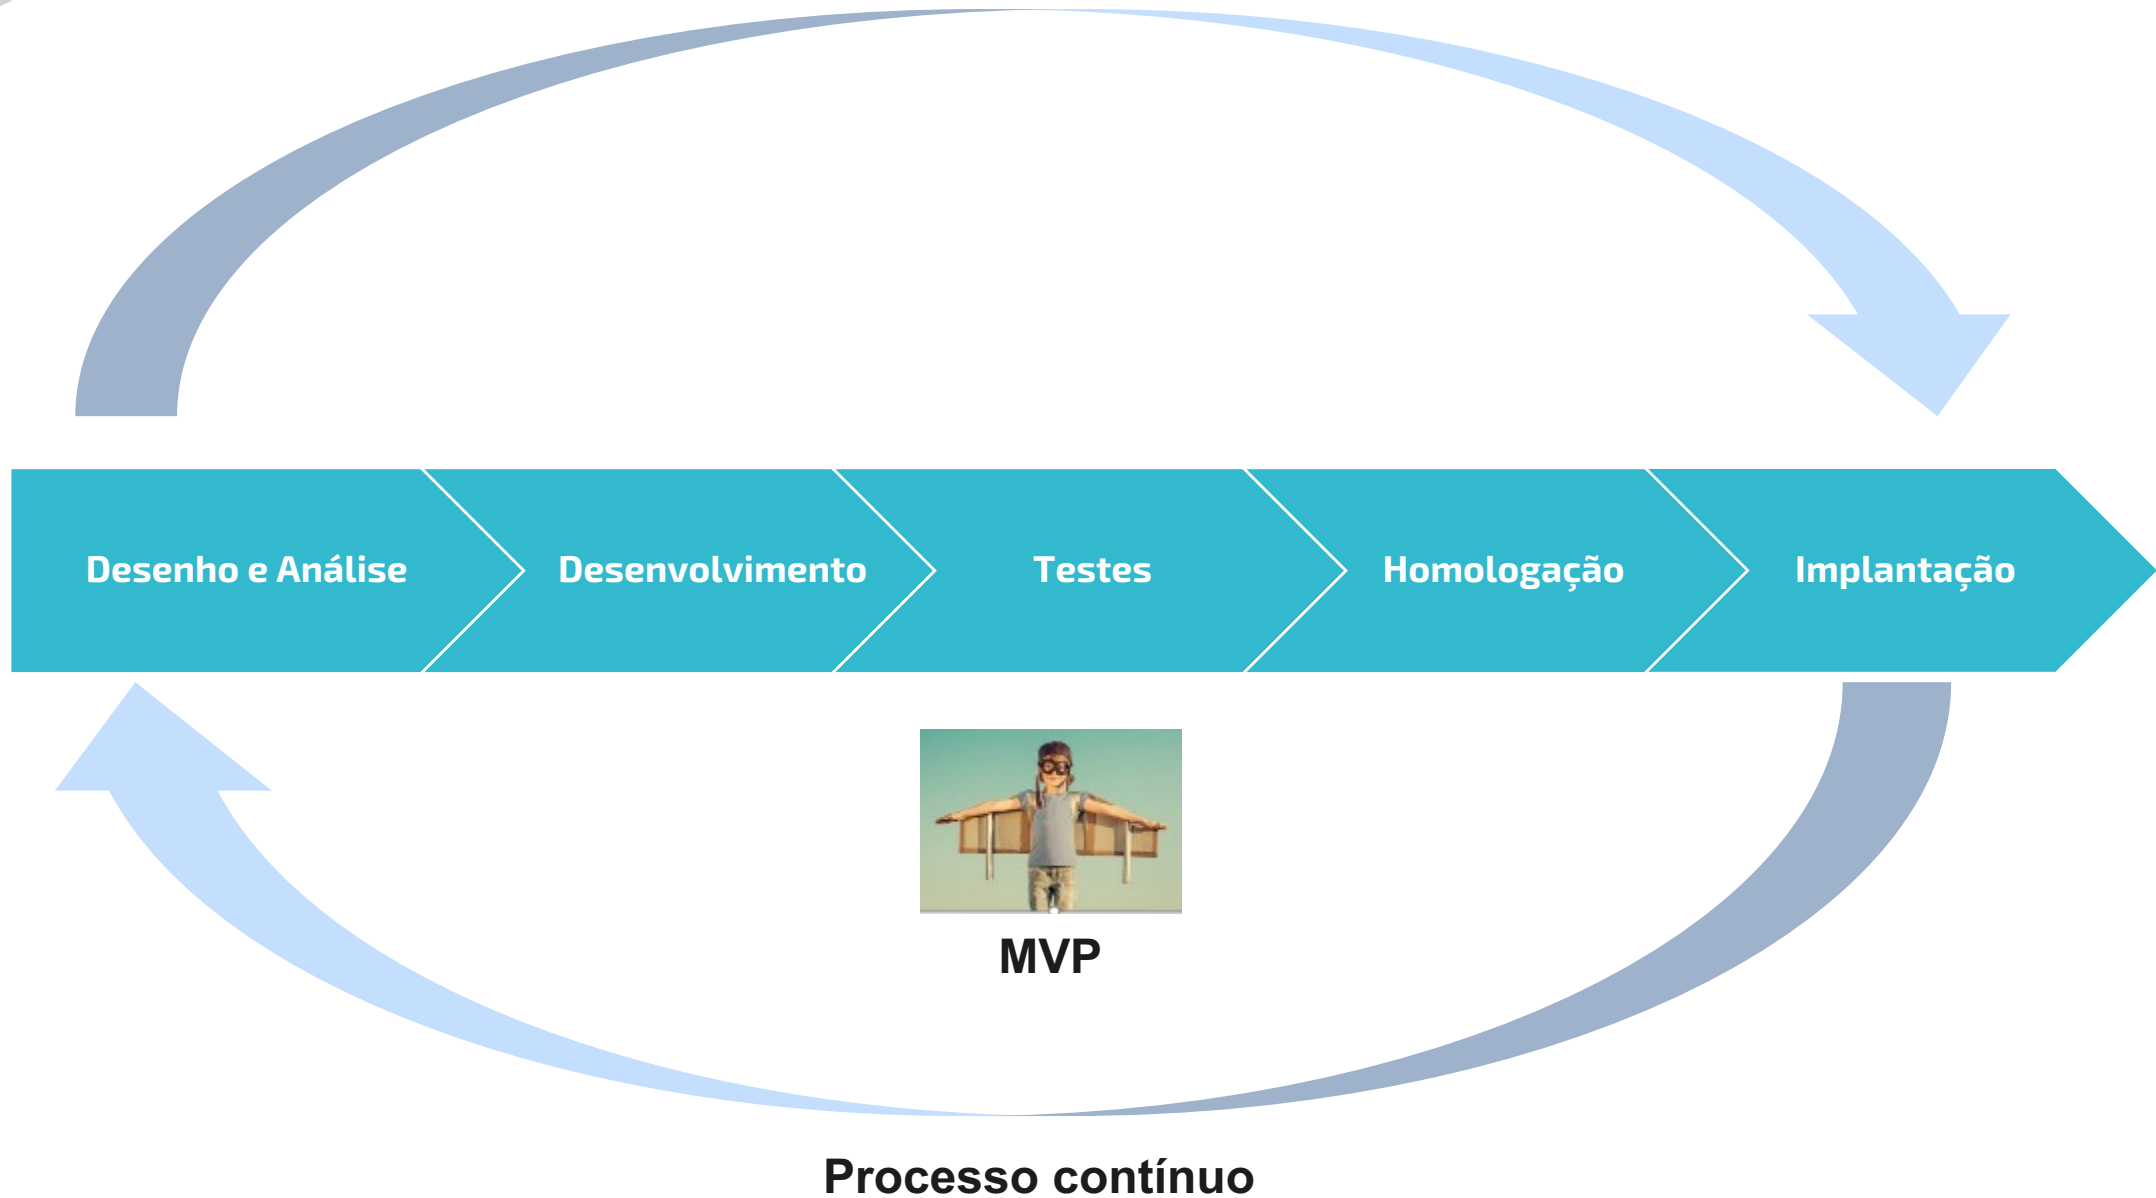 Desenho e Análise
Desenvolvimento
Testes
Homologação
Implantação
MVP
Processo contínuo